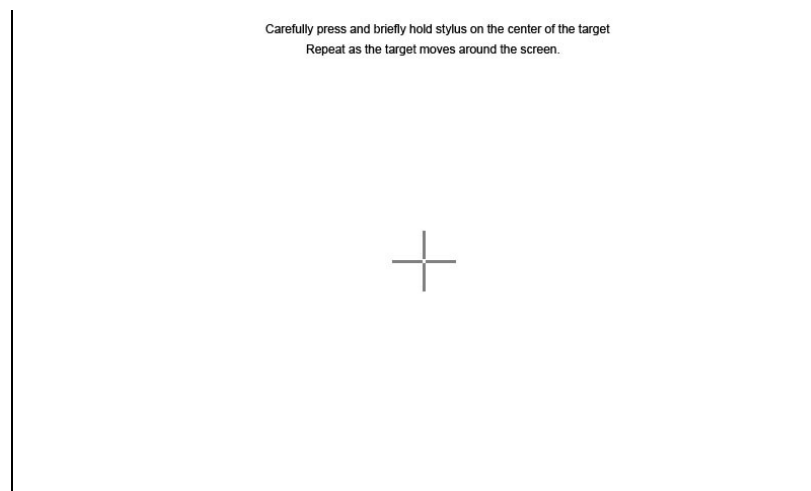 Carefully press and briefly hold stylus on the center of the target
Repeat as the target moves around the screen.